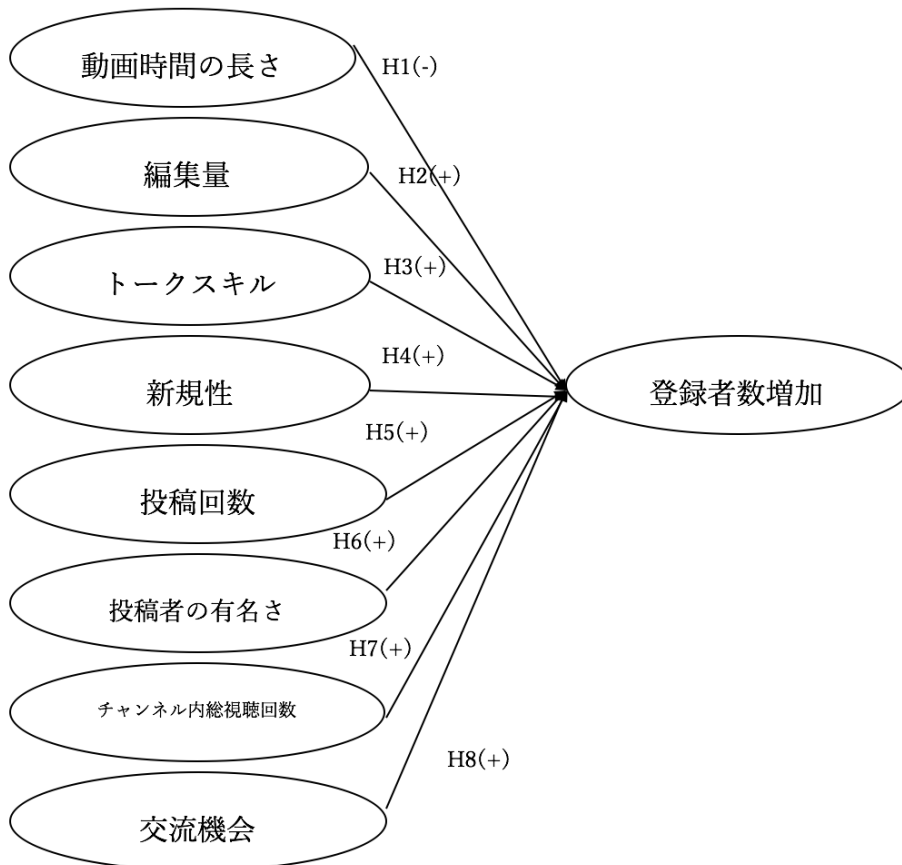 動画時間の長さ
H1(-)
編集量
H2(+)
トークスキル
H3(+)
新規性
H4(+)
登録者数増加
投稿回数
H5(+)
投稿者の有名さ
H6(+)
チャンネル内総視聴回数
H7(+)
交流機会
H8(+)